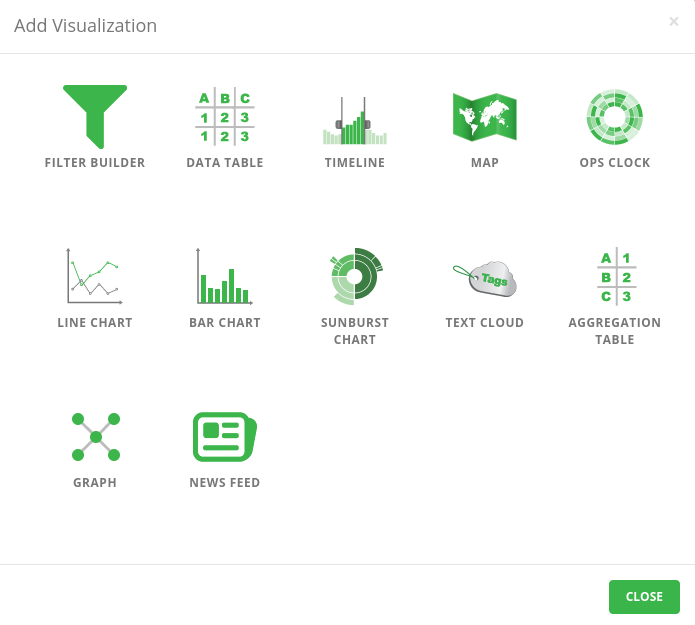 Add Visualization
×
A B C
1 2 3
1 2 3
FILTER BUILDER
DATA TABLE
TIMELINE
MAP
OPS CLOCK
Tags
A 1
B 2
C 3
LINE CHART
BAR CHART
SUNBURST
CHART
TEXT CLOUD
AGGREGATION
TABLE
GRAPH
NEWS FEED
CLOSE